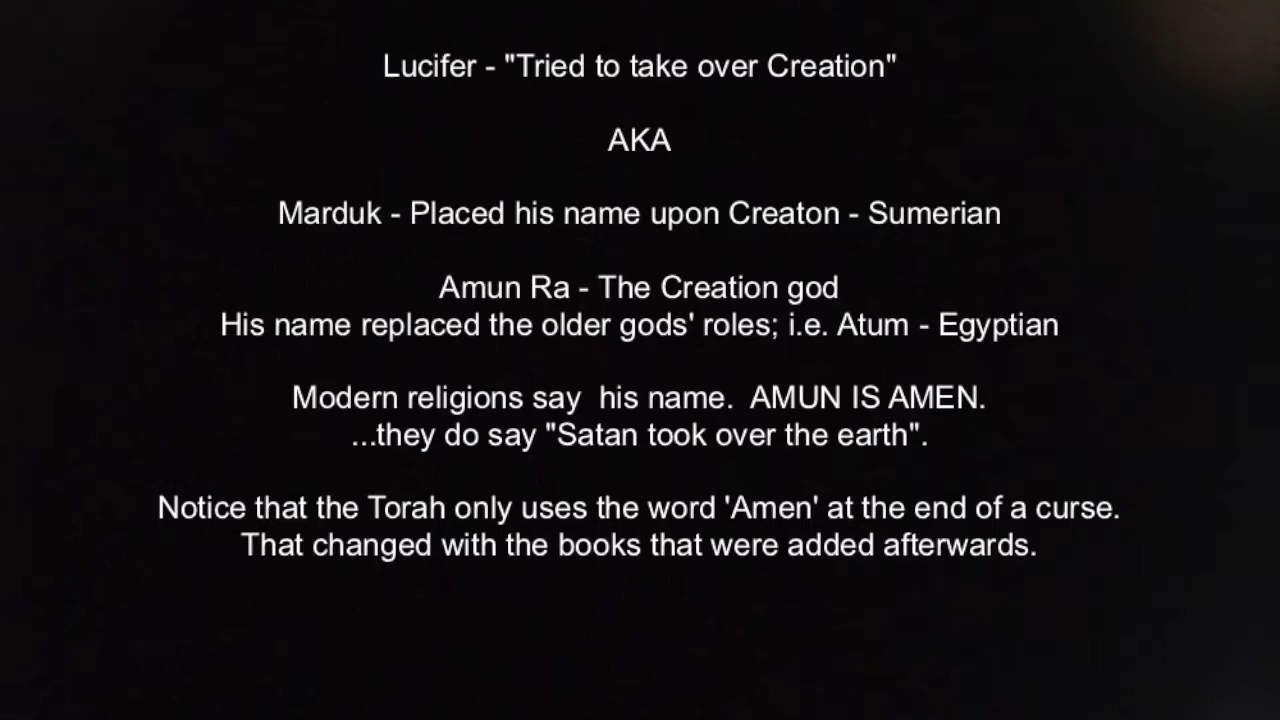 Lucifer - "Tried to take over Creation"
AKA
Marduk - Placed his name upon Creaton - Sumerian
Amun Ra - The Creation god
His name replaced the older gods' roles; i.e. Atum - Egyptian
Modern religions say  his name.  AMUN IS AMEN.
...they do say "Satan took over the earth".
Notice that the Torah only uses the word 'Amen' at the end of a curse.
That changed with the books that were added afterwards.